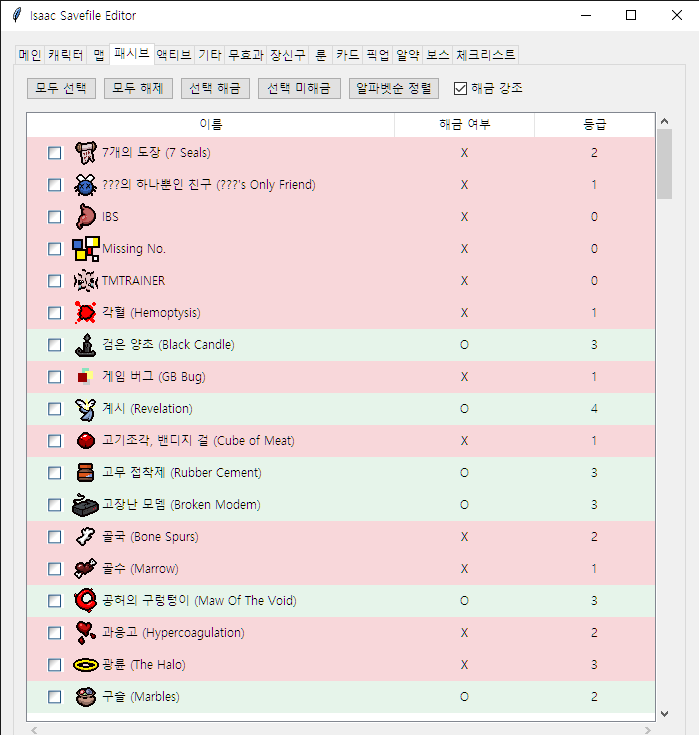 Isaac Savefile Editor
메인 캐릭터 맵 패시브 액티브 기타 무효과 장신구 룬 카드 픽업 알약 보스 체크리스트
모두 선택 모두 해제 선택 해금 선택 미해금 알파벳순 정렬 해금 강조
이름 해금 여부 등급
7개의 도장 (7 Seals) X 2
???의 하나뿐인 친구 (???'s Only Friend) X 1
IBS X 0
Missing No. X 0
TMTRAINER X 0
각혈 (Hemoptysis) X 1
검은 양초 (Black Candle) O 3
게임 버그 (GB Bug) X 1
계시 (Revelation) O 4
고기조각, 밴디지 걸 (Cube of Meat) X 1
고무 접착제 (Rubber Cement) O 3
고장난 모뎀 (Broken Modem) O 3
골국 (Bone Spurs) X 2
골수 (Marrow) X 1
공허의 구렁텅이 (Maw Of The Void) O 3
과응고 (Hypercoagulation) X 2
광륜 (The Halo) X 3
구슬 (Marbles) O 2